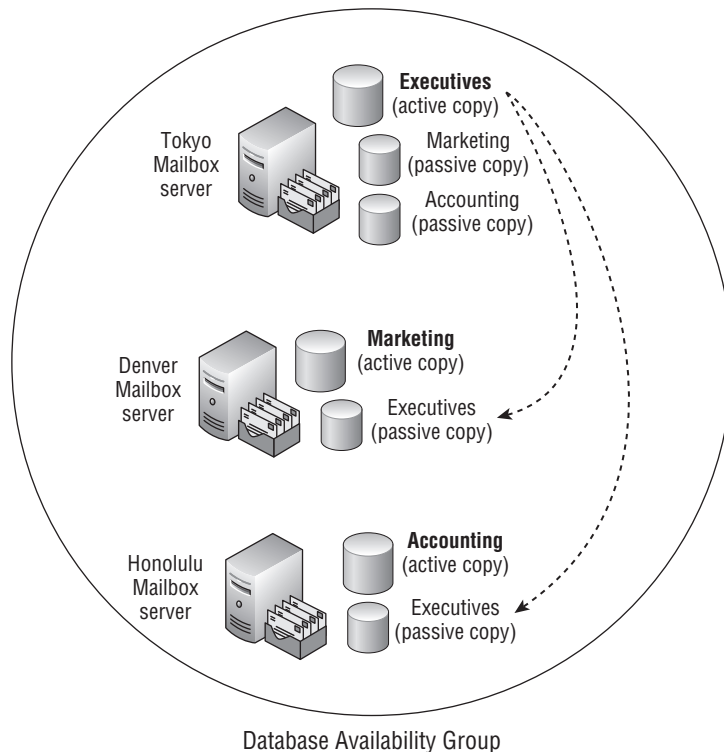 Executives
(active copy)
Tokyo
Mailbox
server
Marketing
(passive copy)
Accounting
(passive copy)
Denver
Mailbox
server
Marketing
(active copy)
Executives
(passive copy)
Honolulu
Mailbox
server
Accounting
(active copy)
Executives
(passive copy)
Database Availability Group